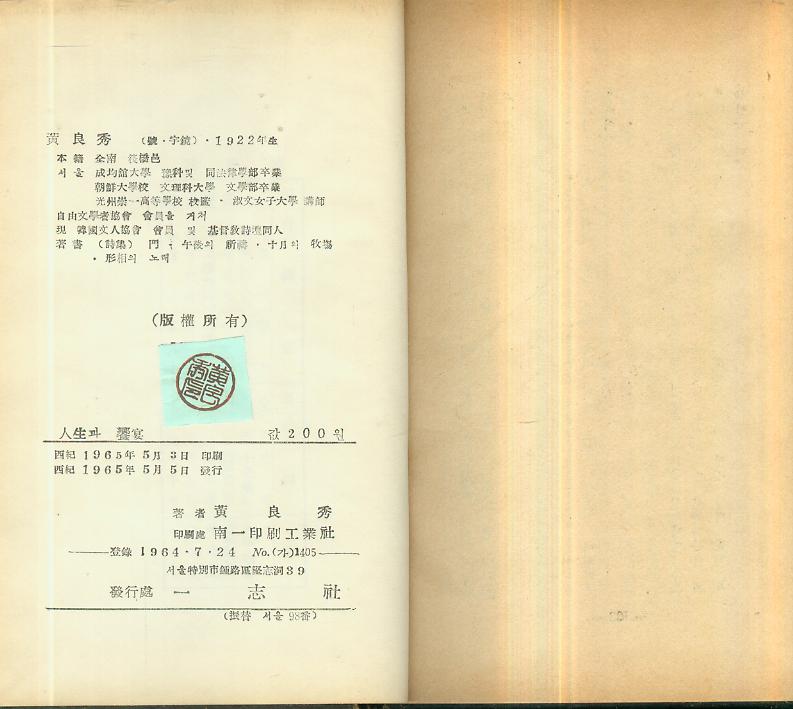 黃良秀 (號·宇鏡)·1922年生
本籍 全南 筏橋邑
서울 成均館大學 豫科및 同法律學部卒業
朝鮮大學校 文理科大學 文學部卒業
光州崇一高等學校 校監· 淑文女子大學 講師
自由文學者協會 會員을 거처
現 韓國文人協會 會員 및 基督敎詩 同人
著書 (詩集) 門 · 午後의 祈禱·十月의 牧場
·形相의 노래
(版權所有)
黃良秀
人生과 饗宴 값 200원
西紀 1965年 5月 3日 印刷
西紀 1965年 5月 5日 發行
著者 黃良秀
印刷處 南一印刷工業社
登錄 1964·7·24 No.(가)1405
서울特別市鍾路區堅志洞39
發行處 一志社
(振替 서울 98番)